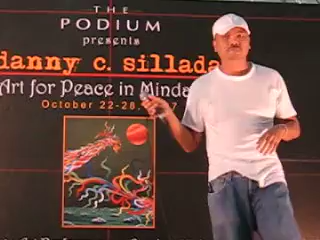 THE
PODIUM
presents
danny c. sillada
Art for Peace in Minda
October 22-28,